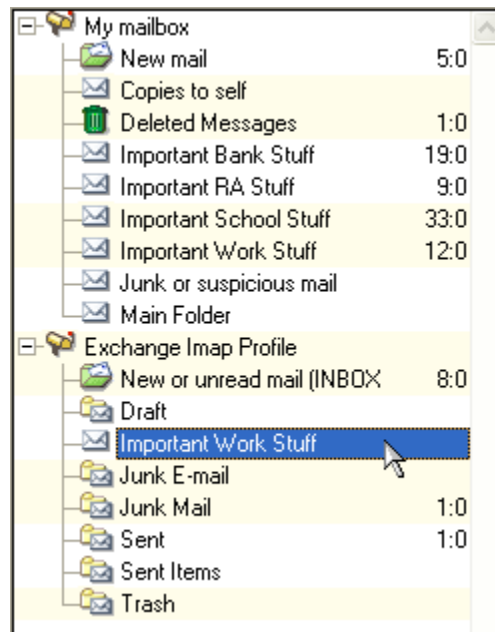 My mailbox
New mail 5:0
Copies to self
Deleted Messages 1:0
Important Bank Stuff 19:0
Important RA Stuff 9:0
Important School Stuff 33:0
Important Work Stuff 12:0
Junk or suspicious mail
Main Folder
Exchange Imap Profile
New or unread mail (INBOX 8:0
Draft
Important Work Stuff
Junk E-mail
Junk Mail 1:0
Sent 1:0
Sent Items
Trash